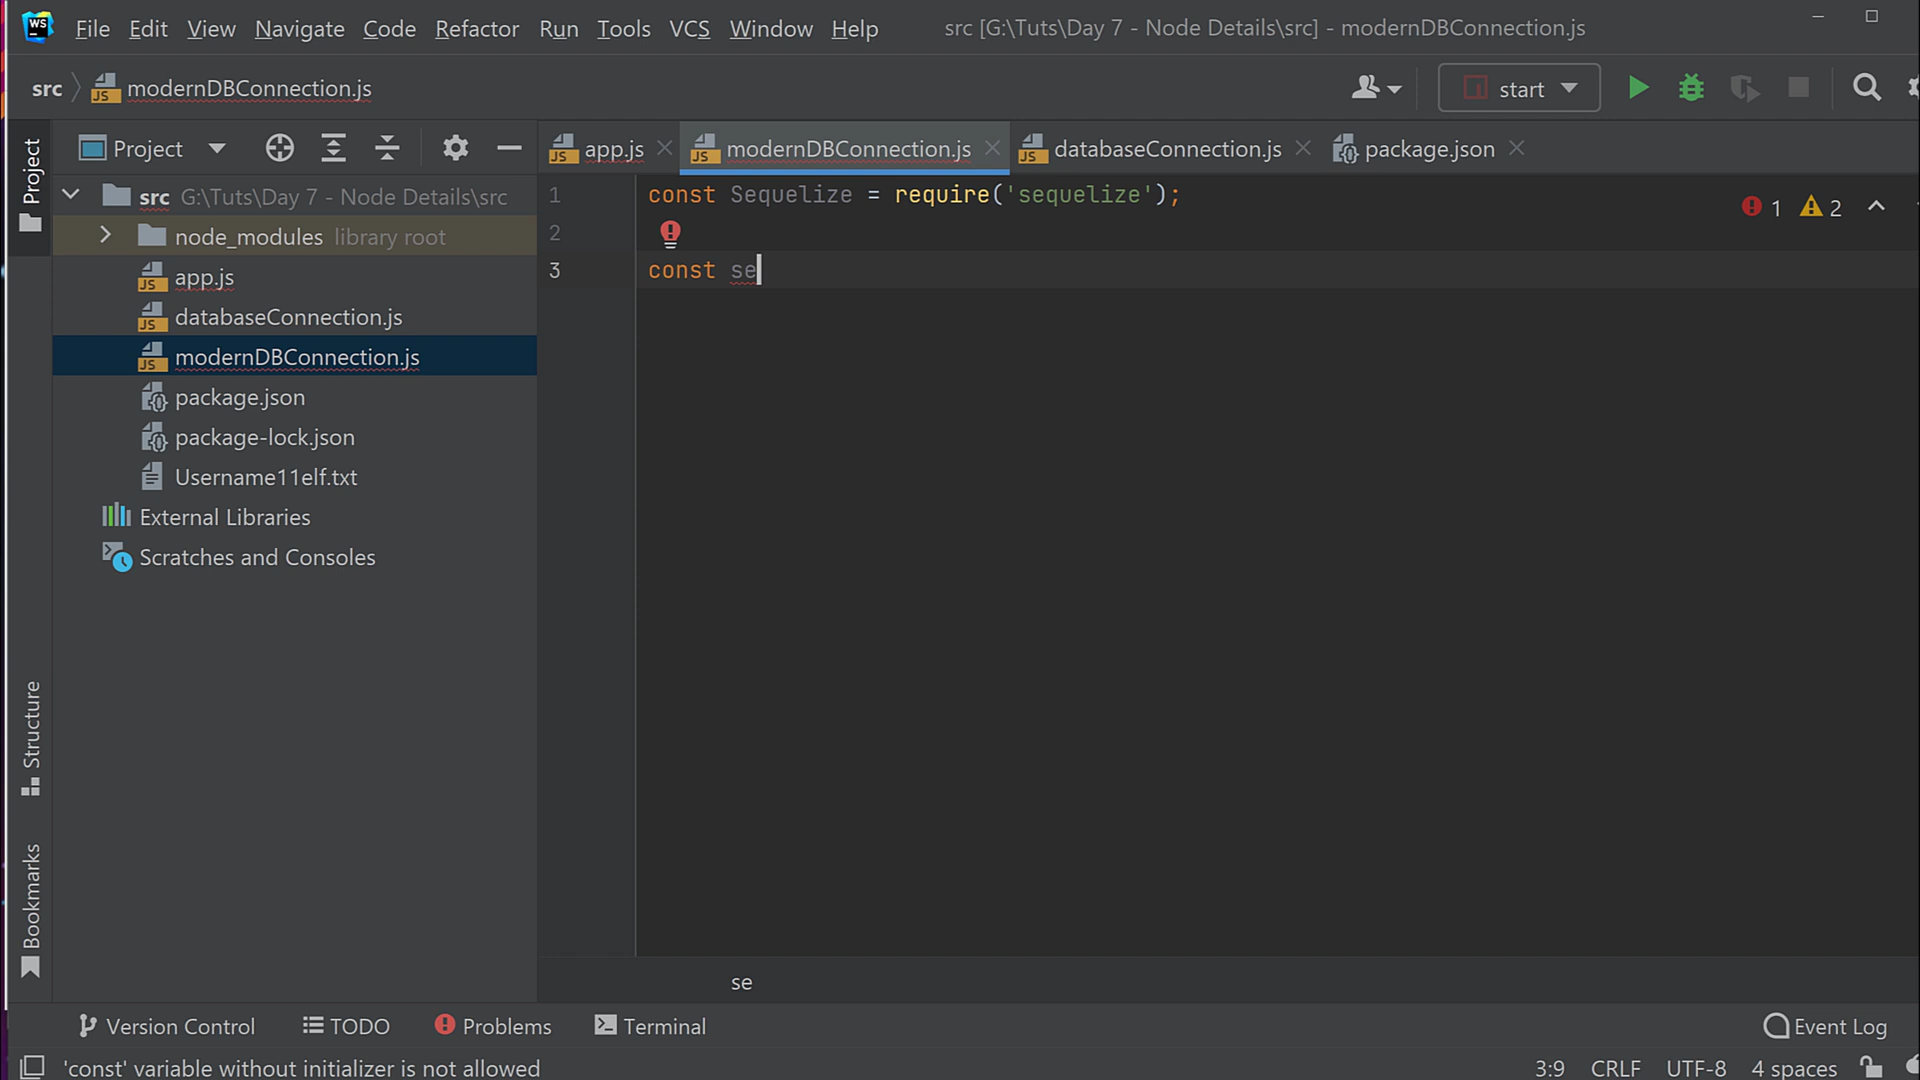 WS File Edit View Navigate Code Refactor Run Tools VCS Window Help src [G:\Tuts\Day 7 - Node Details\src] - modernDBConnection.js
src modernDBConnection.js start
Project app.js modernDBConnection.js databaseConnection.js package.json
Project
src G:\Tuts\Day 7 - Node Details\src
node_modules library root
app.js
databaseConnection.js
modernDBConnection.js
package.json
package-lock.json
Username11elf.txt
External Libraries
Scratches and Consoles
Structure
Bookmarks
1 const Sequelize = require('sequelize');
2
3 const se
1 2
se
Version Control TODO Problems Terminal Event Log
'const' variable without initializer is not allowed 3:9 CRLF UTF-8 4 spaces